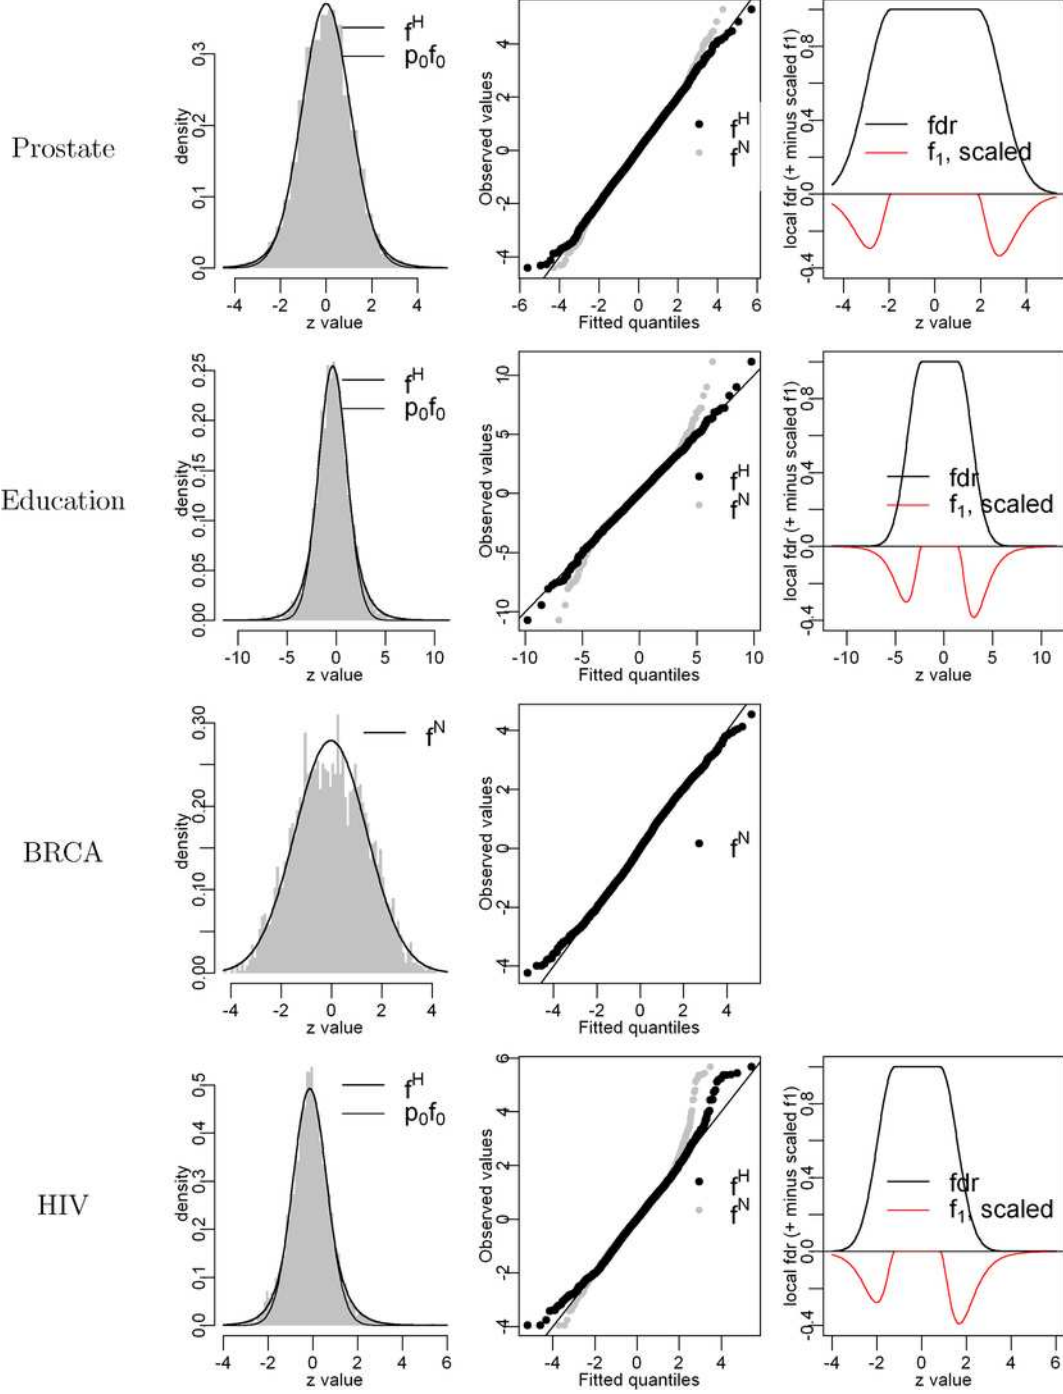 Prostate
density
0.0
0.1
0.2
0.3
-4
-2
0
2
4
z value
f^H
p₀f₀
Observed values
-4
-2
0
2
4
-6
-4
-2
0
2
4
6
Fitted quantiles
f^H
f^N
local fdr (+ minus scaled f1)
-0.4
0.0
0.4
0.8
-4
-2
0
2
4
z value
fdr
f₁, scaled
Education
density
0.00
0.05
0.10
0.15
0.20
0.25
-10
-5
0
5
10
z value
f^H
p₀f₀
Observed values
-10
-5
0
5
10
-10
-5
0
5
10
Fitted quantiles
f^H
f^N
local fdr (+ minus scaled f1)
-0.4
0.0
0.4
0.8
-10
-5
0
5
10
z value
fdr
f₁, scaled
BRCA
density
0.00
0.10
0.20
0.30
-4
-2
0
2
4
z value
f^N
Observed values
-4
-2
0
2
4
-4
-2
0
2
4
Fitted quantiles
f^N
HIV
density
0.0
0.1
0.2
0.3
0.4
0.5
-4
-2
0
2
4
6
z value
f^H
p₀f₀
Observed values
-4
-2
0
2
4
6
-4
-2
0
2
4
Fitted quantiles
f^H
f^N
local fdr (+ minus scaled f1)
-0.4
0.0
0.4
0.8
-4
-2
0
2
4
6
z value
fdr
f₁, scaled